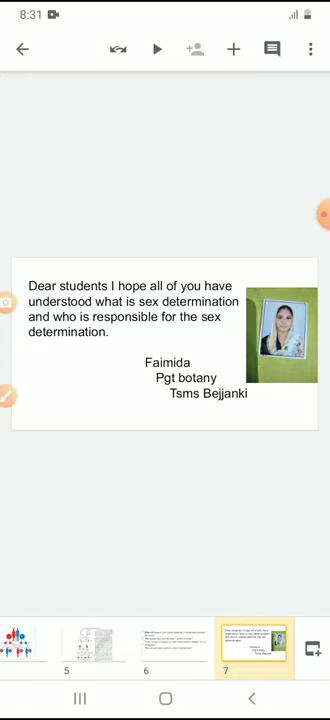 8:31
Dear students I hope all of you have
understood what is sex determination
and who is responsible for the sex
determination.
Faimida
Pgt botany
Tsms Bejjanki
5
6
7